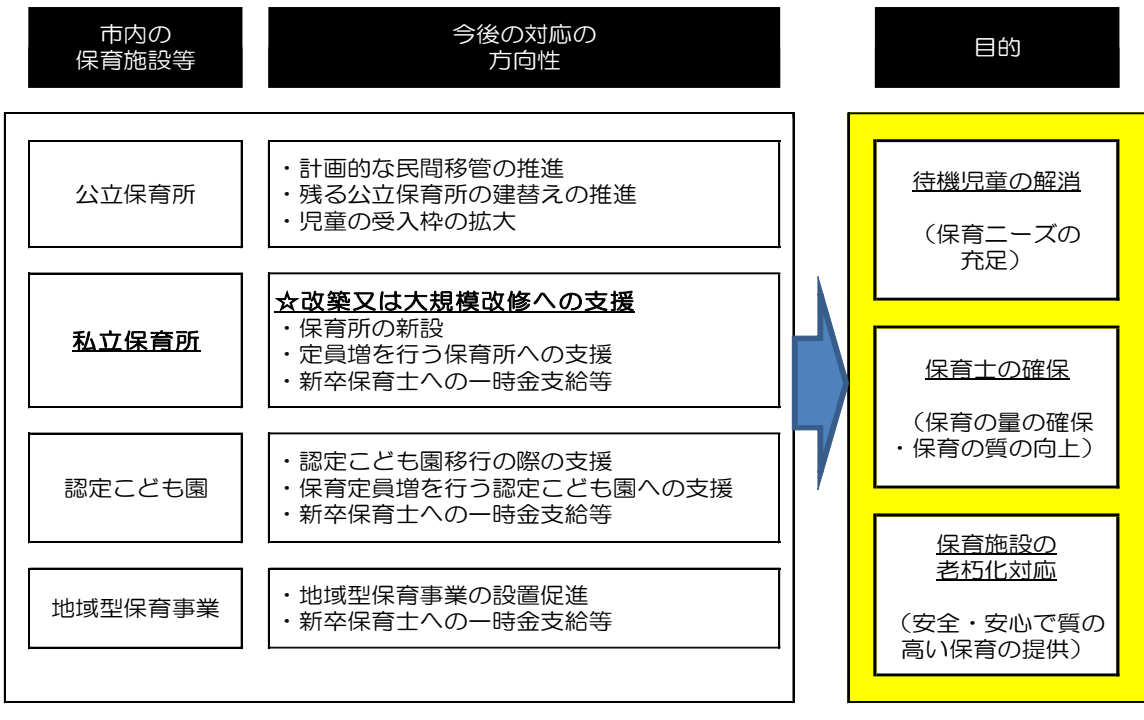 市内の
保育施設等
今後の対応の
方向性
目的
公立保育所
・計画的な民間移管の推進
・残る公立保育所の建替えの推進
・児童の受入枠の拡大
私立保育所
☆改築又は大規模改修への支援
・保育所の新設
・定員増を行う保育所への支援
・新卒保育士への一時金支給等
認定こども園
・認定こども園移行の際の支援
・保育定員増を行う認定こども園への支援
・新卒保育士への一時金支給等
地域型保育事業
・地域型保育事業の設置促進
・新卒保育士への一時金支給等
待機児童の解消
（保育ニーズの
充足）
保育士の確保
（保育の量の確保
・保育の質の向上）
保育施設の
老朽化対応
（安全・安心で質の
高い保育の提供）